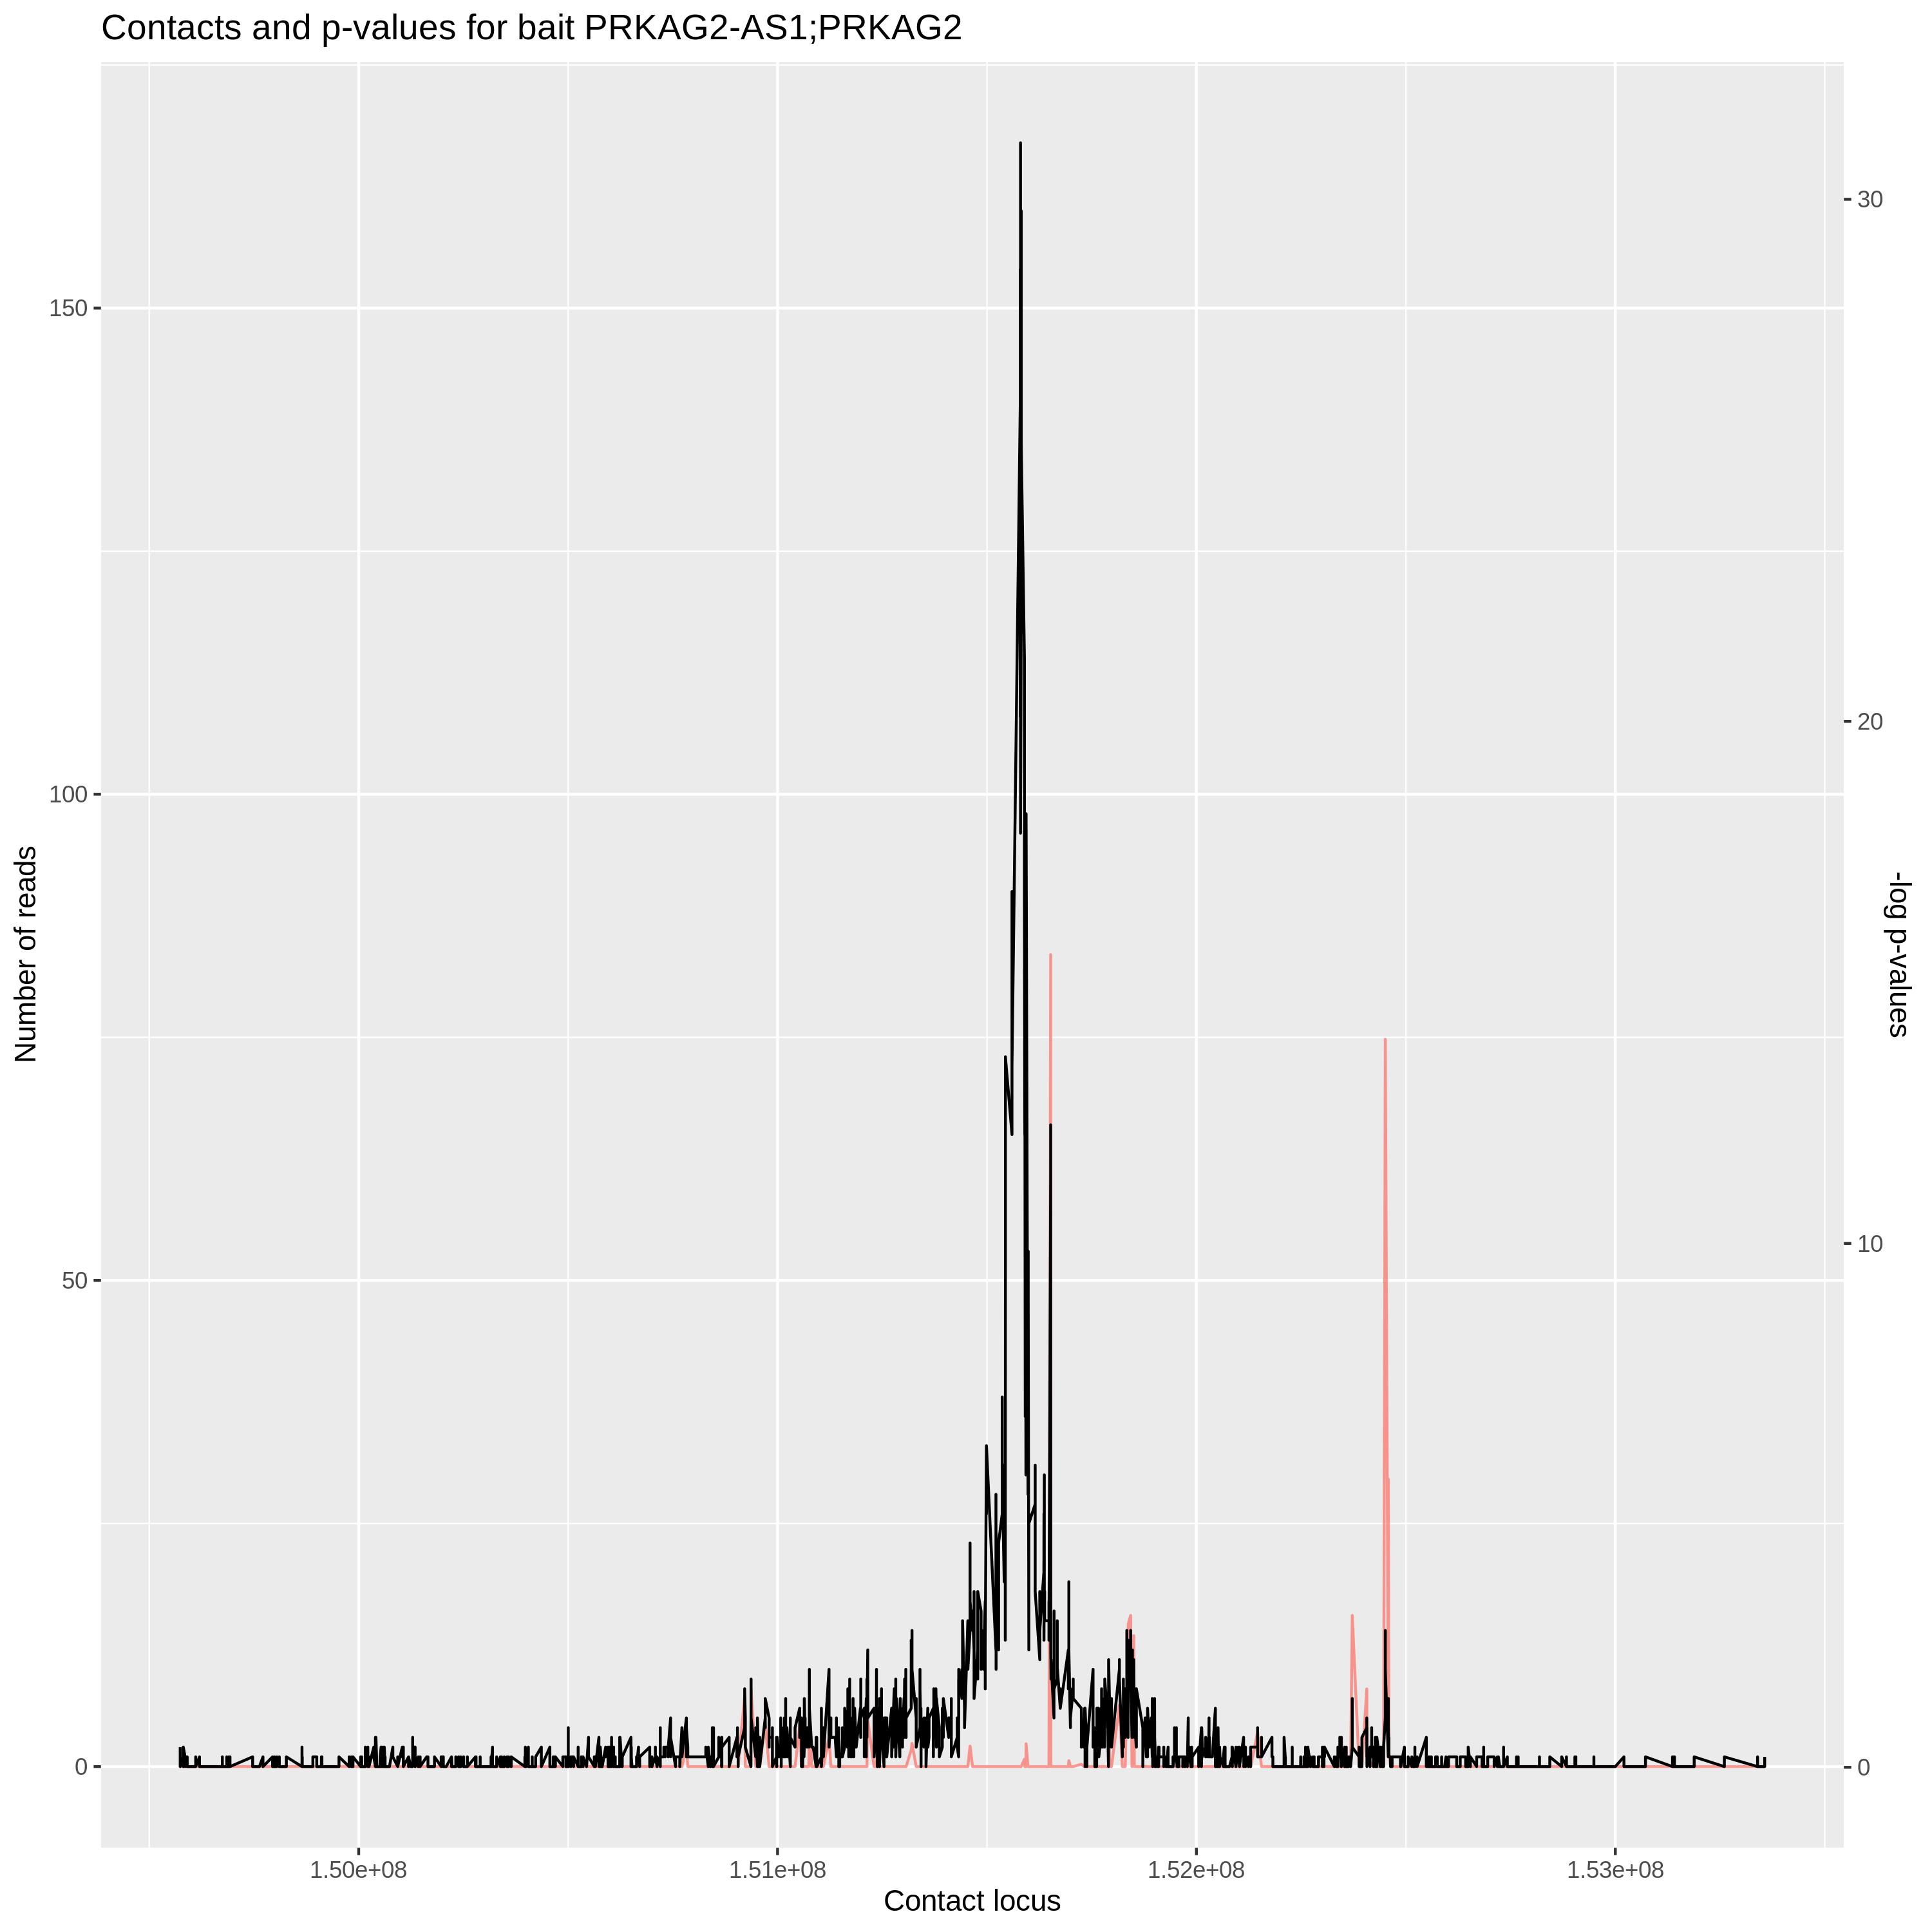 Contacts and p-values for bait PRKAG2-AS1;PRKAG2
Number of reads
150
100
50
0
30
20
10
0
-log p-values
1.50e+08
1.51e+08
1.52e+08
1.53e+08
Contact locus